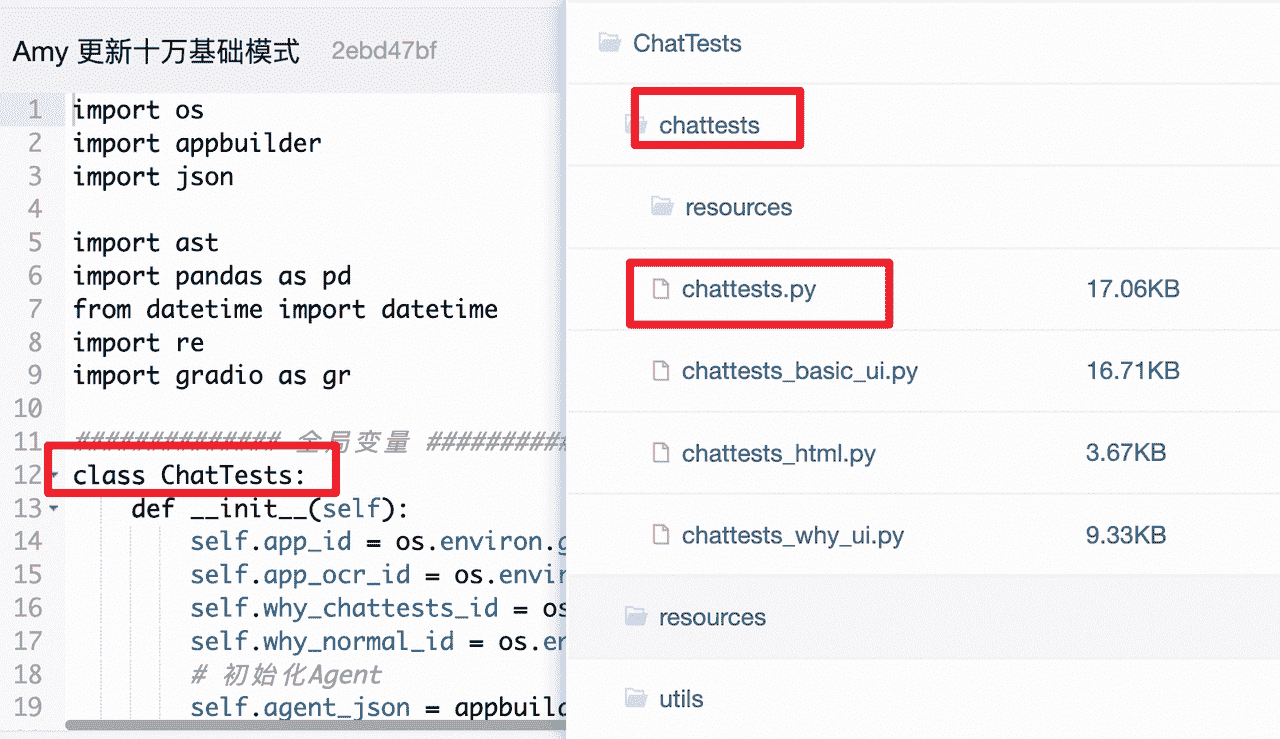 Amy 更新十万基础模式 2ebd47bf
1 import os
2 import appbuilder
3 import json
4
5 import ast
6 import pandas as pd
7 from datetime import datetime
8 import re
9 import gradio as gr
10
11 ############## 全局变量 ##########
12 class ChatTests:
13 def __init__(self):
14 self.app_id = os.environ.g
15 self.app_ocr_id = os.envir
16 self.why_chattests_id = os
17 self.why_normal_id = os.en
18 # 初始化Agent
19 self.agent_json = appbuild
ChatTests
chattests
resources
chattests.py 17.06KB
chattests_basic_ui.py 16.71KB
chattests_html.py 3.67KB
chattests_why_ui.py 9.33KB
resources
utils